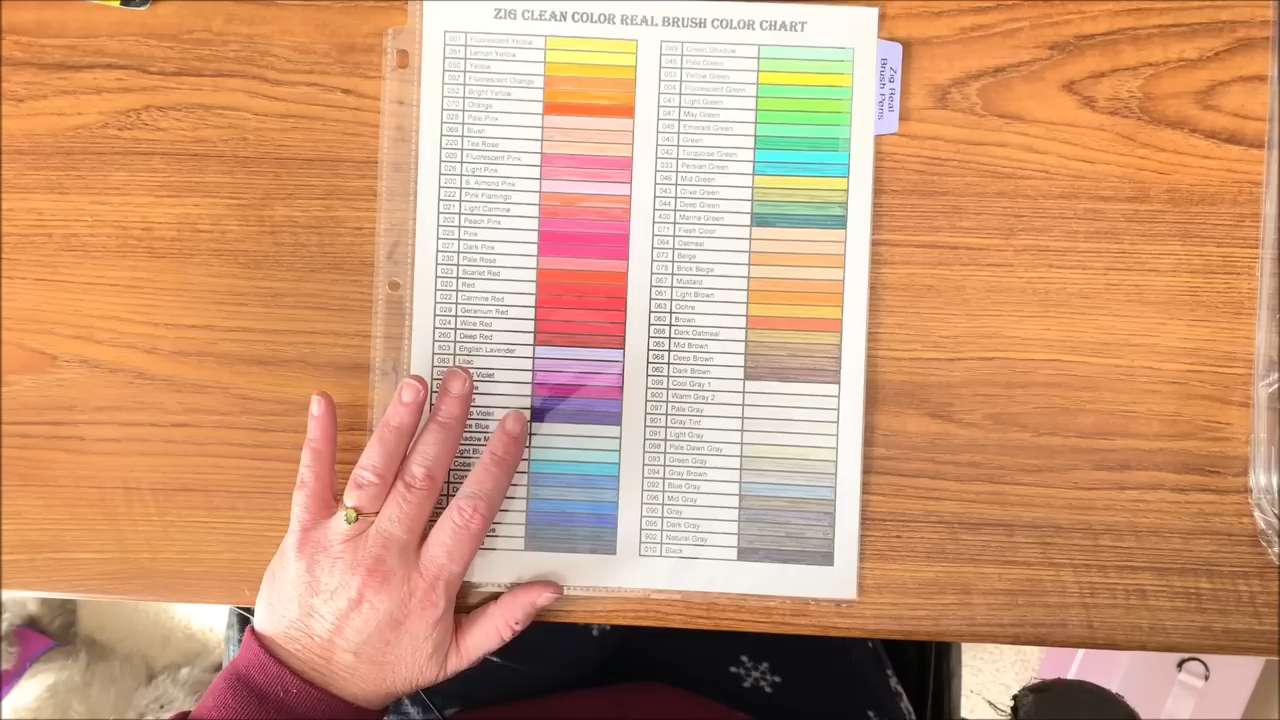 ZIG CLEAN COLOR REAL BRUSH COLOR CHART
001 Fluorescent Yellow
051 Lemon Yellow
050 Yellow
002 Fluorescent Orange
052 Bright Yellow
070 Orange
028 Pale Pink
069 Blush
220 Tea Rose
009 Fluorescent Pink
026 Light Pink
200 S. Almond Pink
222 Pink Flamingo
021 Light Carmine
202 Peach Pink
025 Pink
027 Dark Pink
230 Pale Rose
023 Scarlet Red
020 Red
022 Carmine Red
029 Geranium Red
024 Wine Red
260 Deep Red
803 English Lavender
083 Lilac
Violet
Violet
Blue
049 Green Shadow
045 Pale Green
053 Yellow Green
004 Fluorescent Green
041 Light Green
047 May Green
048 Emerald Green
040 Green
042 Turquoise Green
033 Persian Green
046 Mid Green
043 Olive Green
044 Deep Green
400 Marine Green
071 Flesh Color
064 Oatmeal
072 Beige
075 Brick Beige
067 Mustard
061 Light Brown
063 Ochre
060 Brown
066 Dark Oatmeal
065 Mid Brown
068 Deep Brown
062 Dark Brown
099 Cool Gray 1
900 Warm Gray 2
097 Pale Gray
901 Gray Tint
091 Light Gray
098 Pale Dawn Gray
093 Green Gray
094 Gray Brown
092 Blue Gray
096 Mid Gray
090 Gray
095 Dark Gray
902 Natural Gray
010 Black
Zig Real
Brush Pens